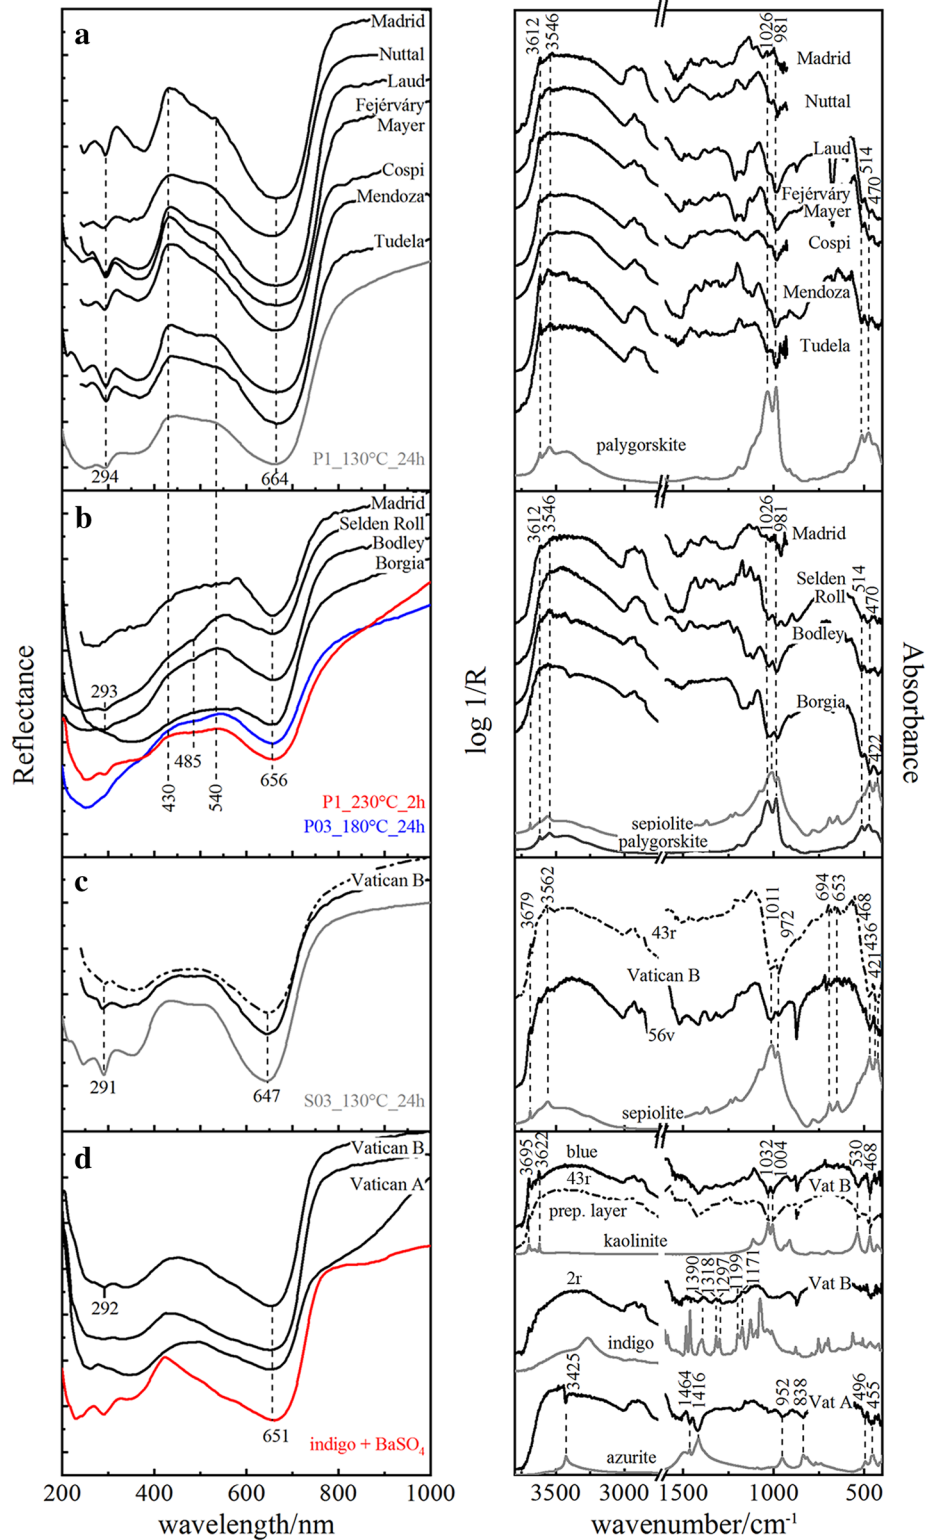 a
Madrid
Nuttal
Laud
Fejérváry
Mayer
Cospi
Mendoza
Tudela
P1_130°C_24h
294
664
3612
3546
1026
981
Madrid
Nuttal
Laud
514
470
Fejérváry
Mayer
Cospi
Mendoza
Tudela
palygorskite
b
Madrid
Selden Roll
Bodley
Borgia
293
485
430
540
656
P1_230°C_2h
P03_180°C_24h
3612
3546
1026
981
Madrid
Selden
Roll
514
470
Bodley
Borgia
422
sepiolite
palygorskite
Reflectance
log 1/R
Absorbance
c
Vatican B
291
647
S03_130°C_24h
3679
3562
1011
972
694
653
468
436
421
43r
Vatican B
56v
sepiolite
d
Vatican B
Vatican A
292
651
indigo + BaSO4
3695
3622
blue
43r
prep. layer
1032
1004
530
468
Vat B
kaolinite
2r
1390
1318
1297
1199
1171
Vat B
indigo
3425
1464
1416
952
838
Vat A
496
455
azurite
200 400 600 800 1000
3500 3000 1500 1000 500
wavelength/nm
wavenumber/cm-1